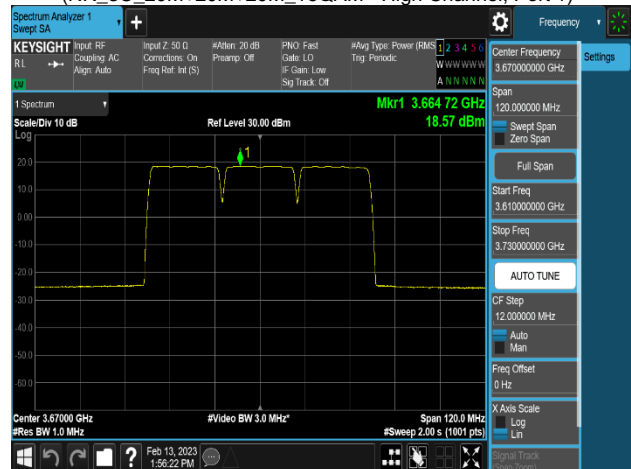 Spectrum Analyzer 1
Swept SA
Frequency
KEYSIGHT
RL
Input: RF
Coupling: AC
Align: Auto
Input Z: 50 Ω
Corrections: On
Freq Ref: Int (S)
#Atten: 20 dB
Preamp: Off
PNO: Fast
Gate: LO
IF Gain: Low
Sig Track: Off
#Avg Type: Power (RMS
Trig: Periodic
1 2 3 4 5 6
W W W W W W
A N N N N N
LM
1 Spectrum
Scale/Div 10 dB
Log
Ref Level 30.00 dBm
Mkr1 3.664 72 GHz
18.57 dBm
1
20.0
10.0
0.00
-10.0
-20.0
-30.0
-40.0
-50.0
-60.0
Center 3.67000 GHz
#Res BW 1.0 MHz
#Video BW 3.0 MHz*
Span 120.0 MHz
#Sweep 2.00 s (1001 pts)
Center Frequency
3.670000000 GHz
Settings
Span
120.000000 MHz
Swept Span
Zero Span
Full Span
Start Freq
3.610000000 GHz
Stop Freq
3.730000000 GHz
AUTO TUNE
CF Step
12.000000 MHz
Auto
Man
Freq Offset
0 Hz
X Axis Scale
Log
Lin
Signal Track
(Span Zoom)
?
Feb 13, 2023
1:56:22 PM